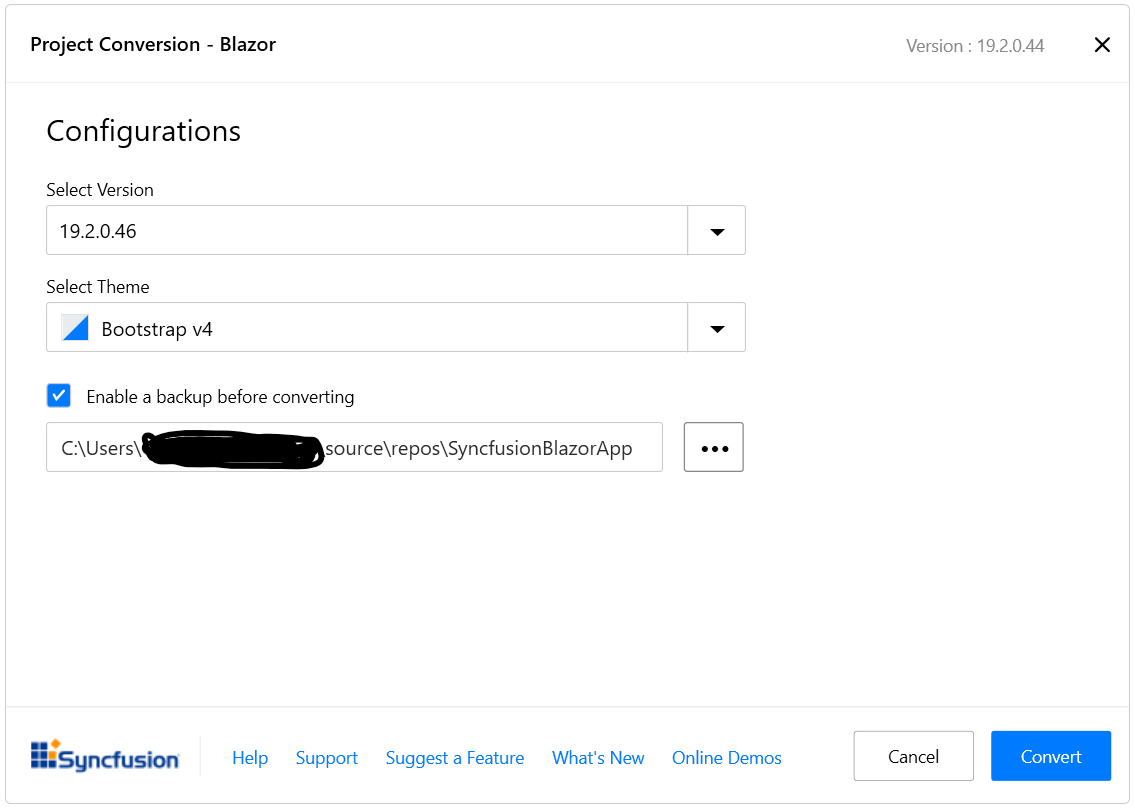 Project Conversion - Blazor
Version : 19.2.0.44
Configurations
Select Version
19.2.0.46
Select Theme
Bootstrap v4
Enable a backup before converting
C:\Users\ \source\repos\SyncfusionBlazorApp
Syncfusion
Help
Support
Suggest a Feature
What's New
Online Demos
Cancel
Convert